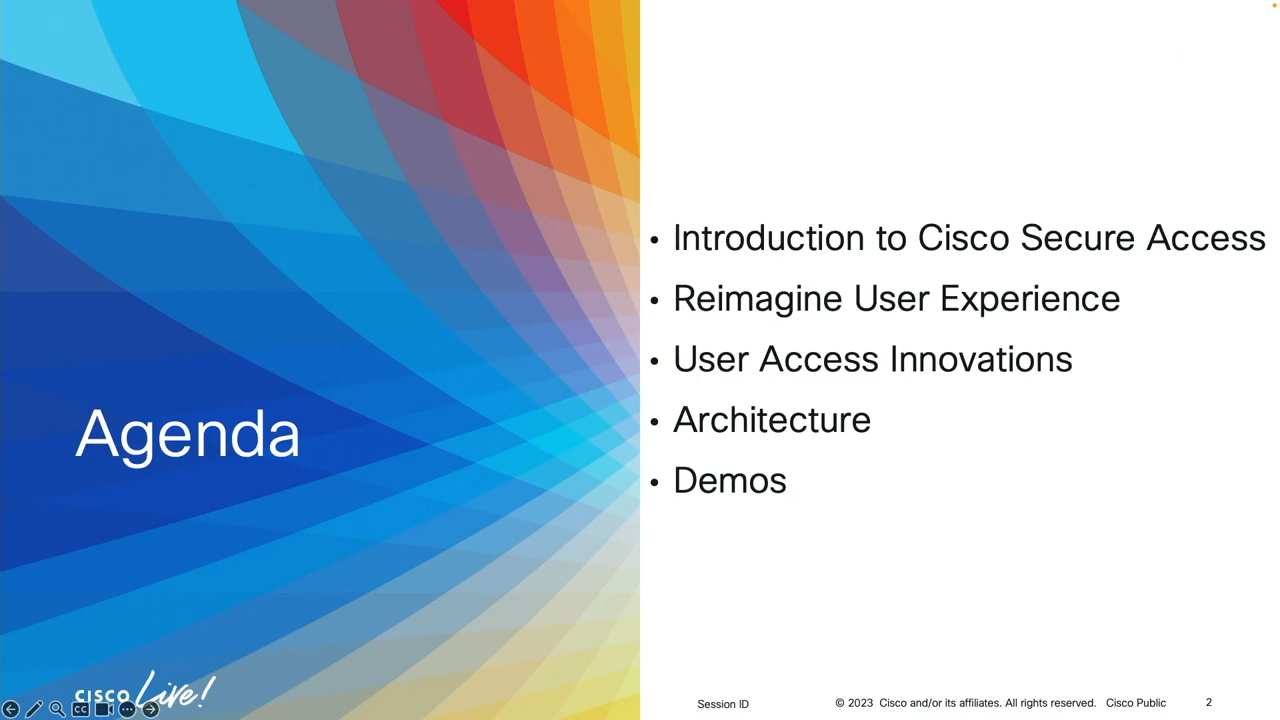 Agenda
• Introduction to Cisco Secure Access
• Reimagine User Experience
• User Access Innovations
• Architecture
• Demos
CISCO Live!
CC
Session ID
© 2023 Cisco and/or its affiliates. All rights reserved. Cisco Public
2